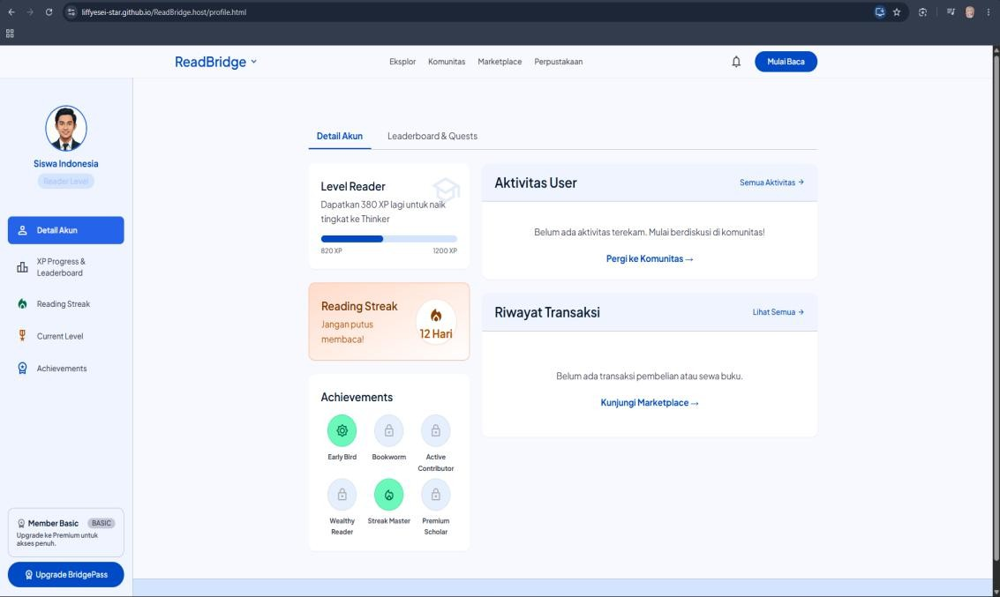 liffyesei-star.github.io/ReadBridge.host/profile.html
ReadBridge
Eksplor
Komunitas
Marketplace
Perpustakaan
Mulai Baca
Siswa Indonesia
Reader Level
Detail Akun
XP Progress &
Leaderboard
Reading Streak
Current Level
Achievements
Member Basic
BASIC
Upgrade ke Premium untuk
akses penuh.
Upgrade BridgePass
Detail Akun
Leaderboard & Quests
Level Reader
Dapatkan 380 XP lagi untuk naik
tingkat ke Thinker
820 XP
1200 XP
Reading Streak
Jangan putus
membaca!
12 Hari
Achievements
Early Bird
Bookworm
Active
Contributor
Wealthy
Reader
Streak Master
Premium
Scholar
Aktivitas User
Semua Aktivitas →
Belum ada aktivitas terekam. Mulai berdiskusi di komunitas!
Pergi ke Komunitas →
Riwayat Transaksi
Lihat Semua →
Belum ada transaksi pembelian atau sewa buku.
Kunjungi Marketplace →